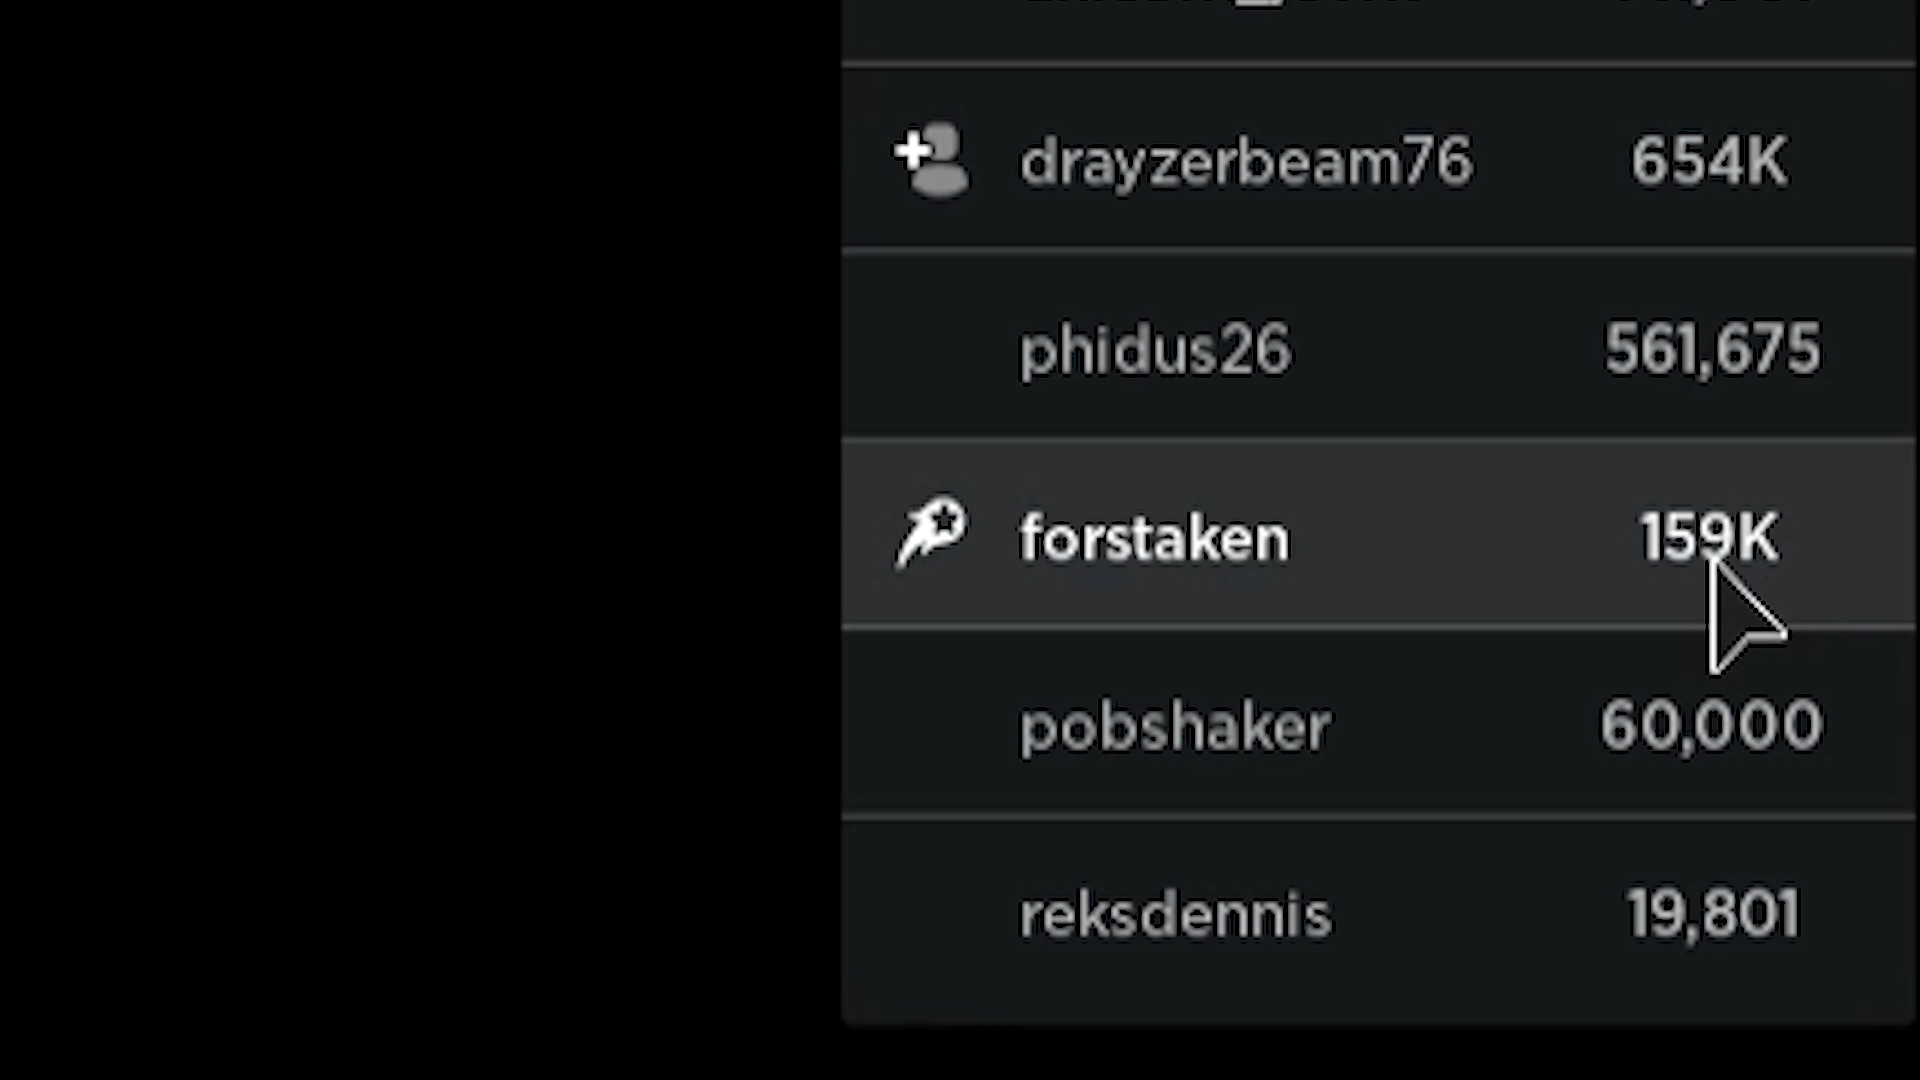 drayzerbeam76 654K
phidus26 561,675
forstaken 159K
pobshaker 60,000
reksdennis 19,801